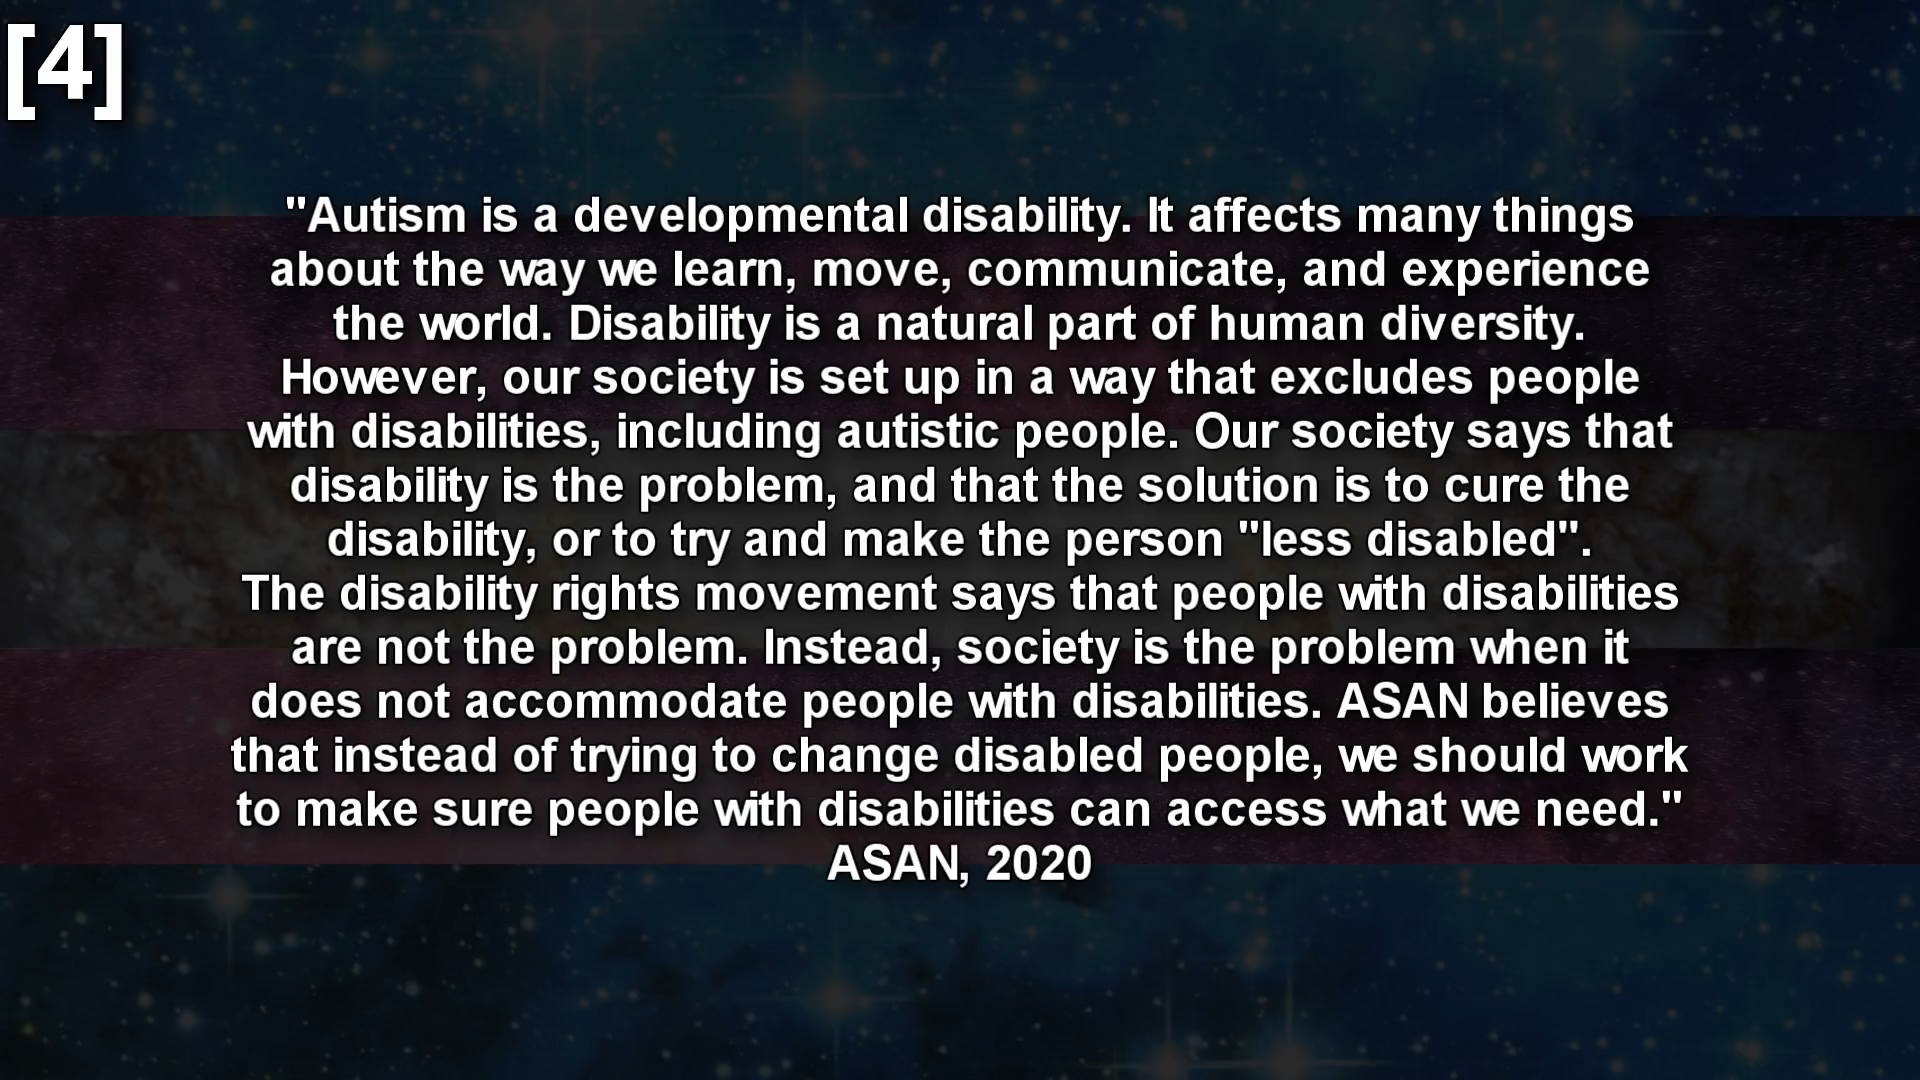 [4]
"Autism is a developmental disability. It affects many things
about the way we learn, move, communicate, and experience
the world. Disability is a natural part of human diversity.
However, our society is set up in a way that excludes people
with disabilities, including autistic people. Our society says that
disability is the problem, and that the solution is to cure the
disability, or to try and make the person "less disabled".
The disability rights movement says that people with disabilities
are not the problem. Instead, society is the problem when it
does not accommodate people with disabilities. ASAN believes
that instead of trying to change disabled people, we should work
to make sure people with disabilities can access what we need."
ASAN, 2020